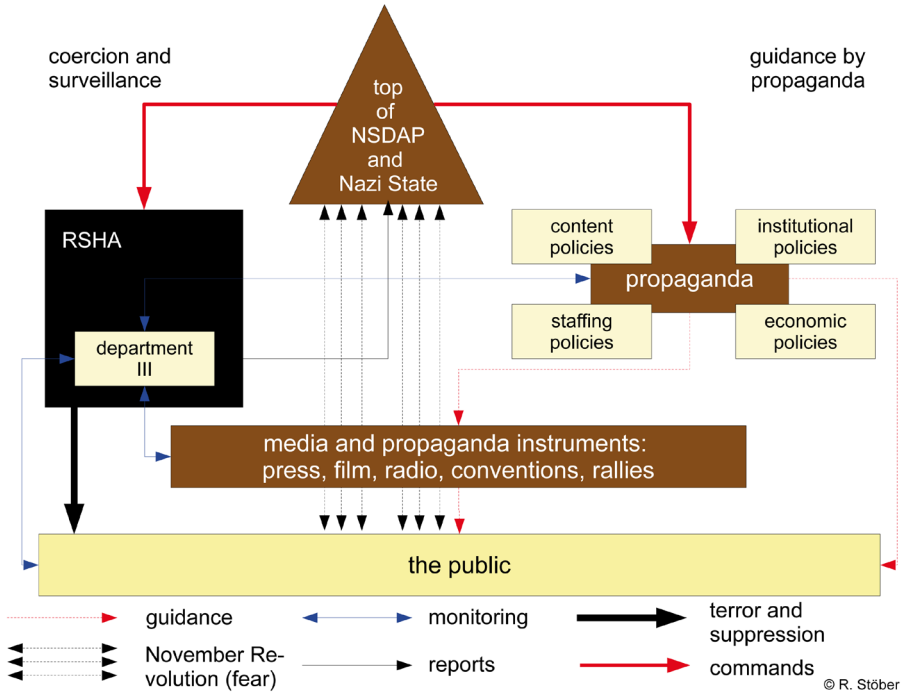 coercion and
surveillance
guidance by
propaganda
top
of
NSDAP
and
Nazi State
RSHA
department
III
content
policies
institutional
policies
propaganda
staffing
policies
economic
policies
media and propaganda instruments:
press, film, radio, conventions, rallies
the public
guidance
monitoring
terror and
suppression
November Re-
volution (fear)
reports
commands
© R. Stöber